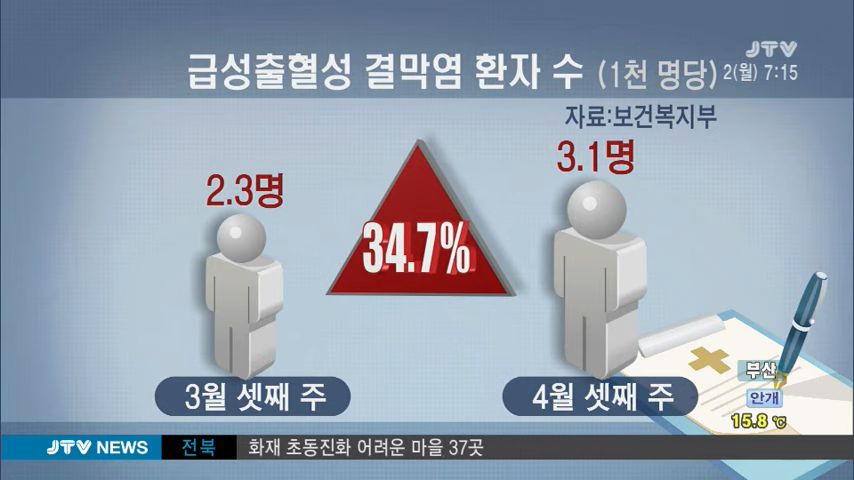 JTV
급성출혈성 결막염 환자 수 (1천 명당)
2(월) 7:15
자료:보건복지부
2.3명
3.1명
34.7%
3월 셋째 주
4월 셋째 주
부산
안개
15.8 ℃
JTV NEWS
전북
화재 초동진화 어려운 마을 37곳